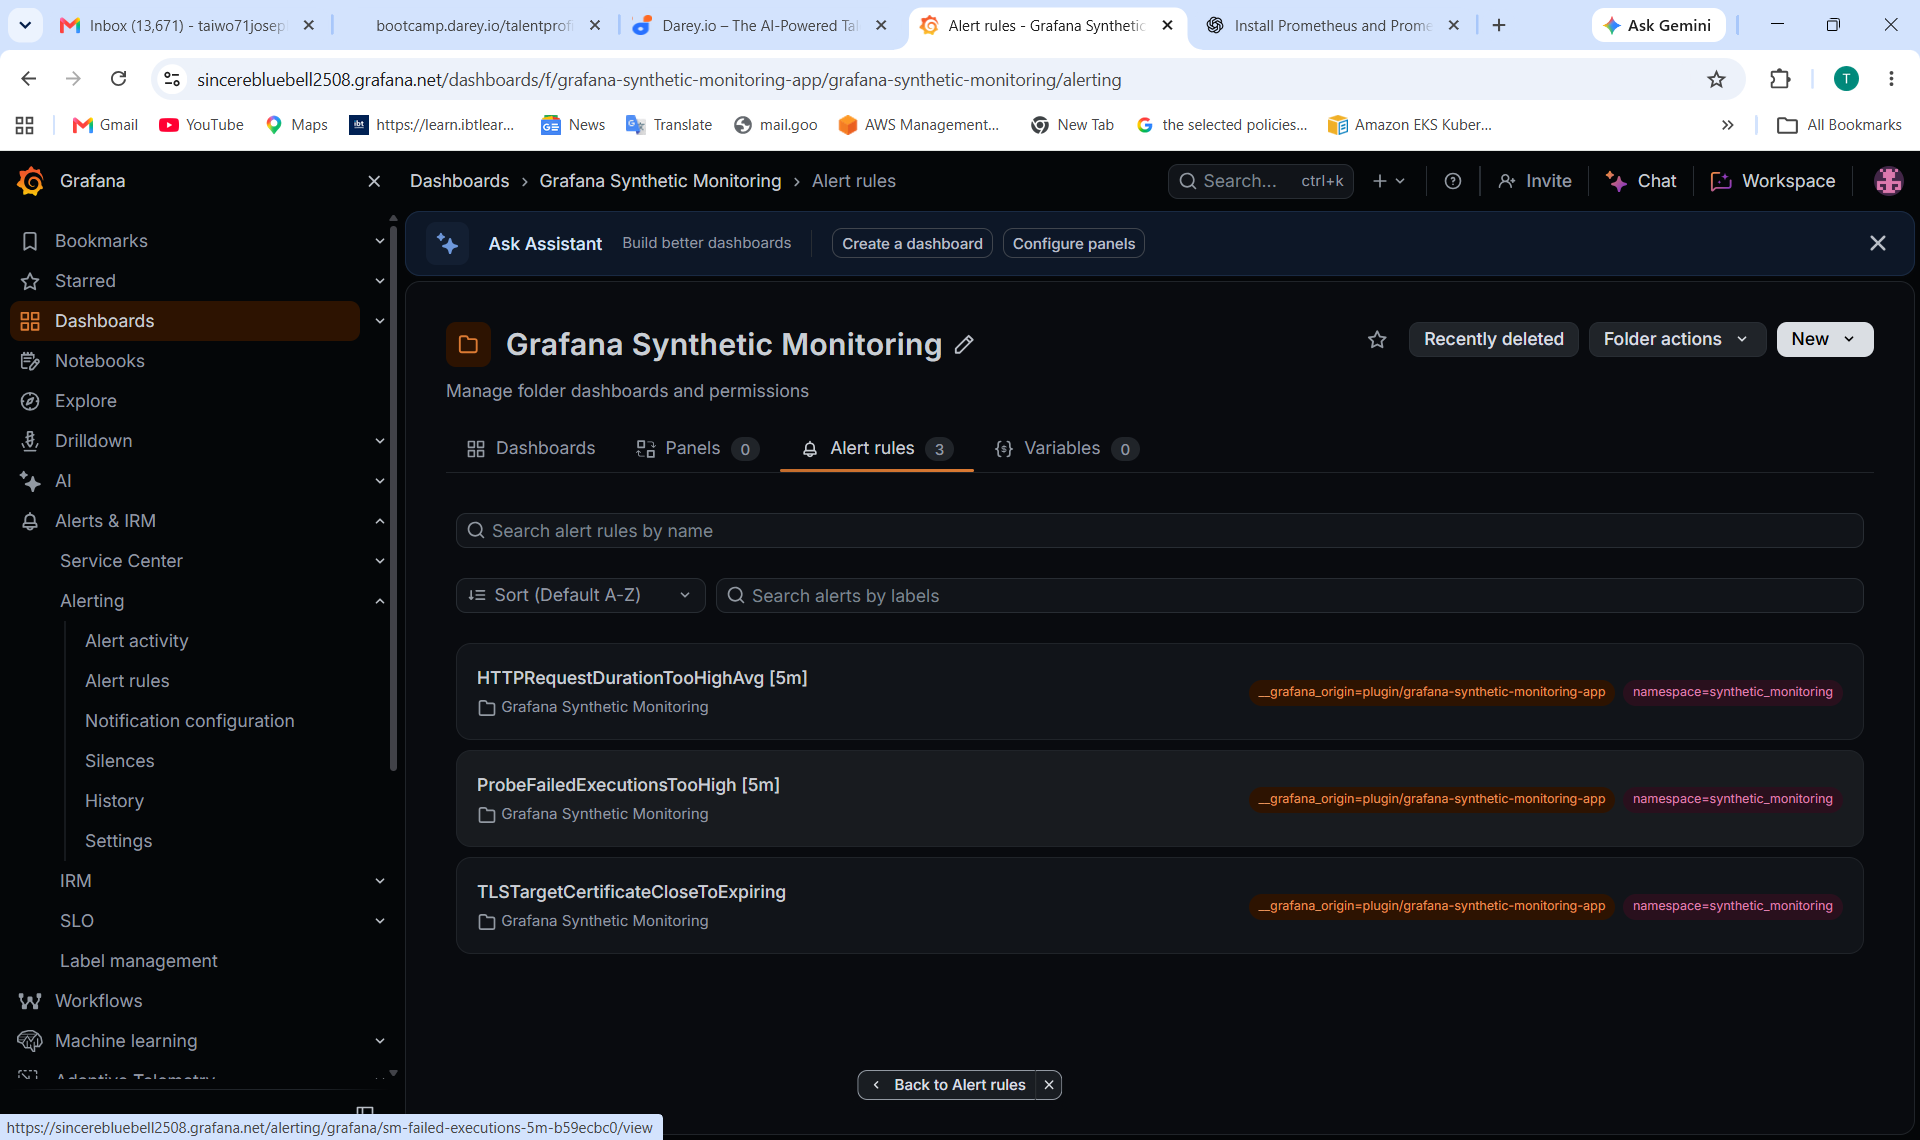 Inbox (13,671) - taiwo71josep
bootcamp.darey.io/talentprofi
Darey.io – The AI-Powered Tal
Alert rules - Grafana Synthetic
Install Prometheus and Prome
Ask Gemini
sincerebluebell2508.grafana.net/dashboards/f/grafana-synthetic-monitoring-app/grafana-synthetic-monitoring/alerting
T
Gmail
YouTube
Maps
ibt
https://learn.ibtlear...
News
Translate
mail.goo
AWS Management...
New Tab
the selected policies...
Amazon EKS Kuber...
All Bookmarks
Grafana
Dashboards › Grafana Synthetic Monitoring › Alert rules
Search... ctrl+k
Invite
Chat
Workspace
Bookmarks
Starred
Dashboards
Notebooks
Explore
Drilldown
AI
Alerts & IRM
Service Center
Alerting
Alert activity
Alert rules
Notification configuration
Silences
History
Settings
IRM
SLO
Label management
Workflows
Machine learning
Adaptive Telemetry
Ask Assistant
Build better dashboards
Create a dashboard
Configure panels
Grafana Synthetic Monitoring
Recently deleted
Folder actions
New
Manage folder dashboards and permissions
Dashboards
Panels 0
Alert rules 3
Variables 0
Search alert rules by name
Sort (Default A-Z)
Search alerts by labels
HTTPRequestDurationTooHighAvg [5m]
Grafana Synthetic Monitoring
__grafana_origin=plugin/grafana-synthetic-monitoring-app
namespace=synthetic_monitoring
ProbeFailedExecutionsTooHigh [5m]
Grafana Synthetic Monitoring
__grafana_origin=plugin/grafana-synthetic-monitoring-app
namespace=synthetic_monitoring
TLSTargetCertificateCloseToExpiring
Grafana Synthetic Monitoring
__grafana_origin=plugin/grafana-synthetic-monitoring-app
namespace=synthetic_monitoring
Back to Alert rules
https://sincerebluebell2508.grafana.net/alerting/grafana/sm-failed-executions-5m-b59ecbc0/view